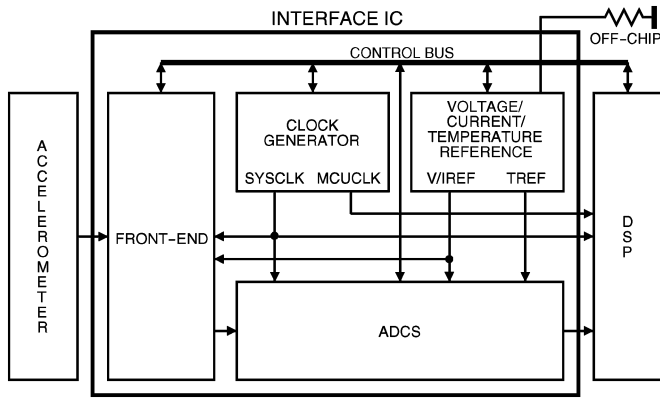 INTERFACE IC
OFF-CHIP
CONTROL BUS
ACCELEROMETER
FRONT-END
CLOCK
GENERATOR
SYSCLK MCUCLK
VOLTAGE/
CURRENT/
TEMPERATURE
REFERENCE
V/IREF TREF
ADCS
DSP